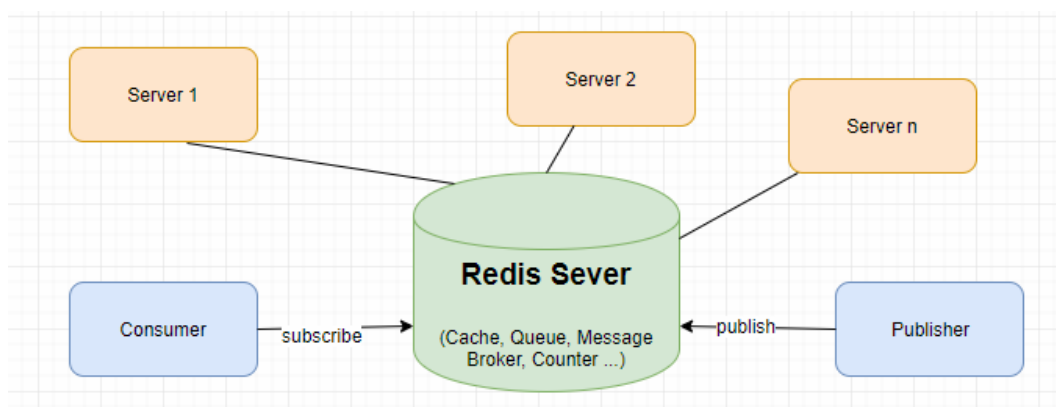 Server 1
Server 2
Server n
Redis Sever
(Cache, Queue, Message
Broker, Counter ...)
Consumer
subscribe
publish
Publisher